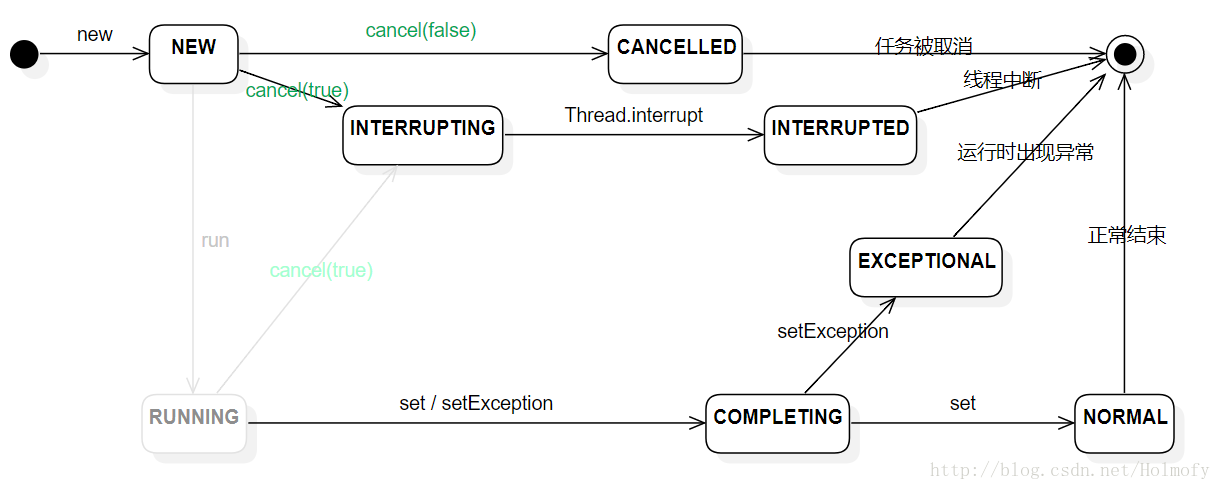 new
NEW
cancel(false)
CANCELLED
任务被取消
cancel(true)
线程中断
INTERRUPTING
Thread.interrupt
INTERRUPTED
运行时出现异常
run
cancel(true)
正常结束
EXCEPTIONAL
setException
RUNNING
set / setException
COMPLETING
set
NORMAL
http://blog.csdn.net/Holmofy